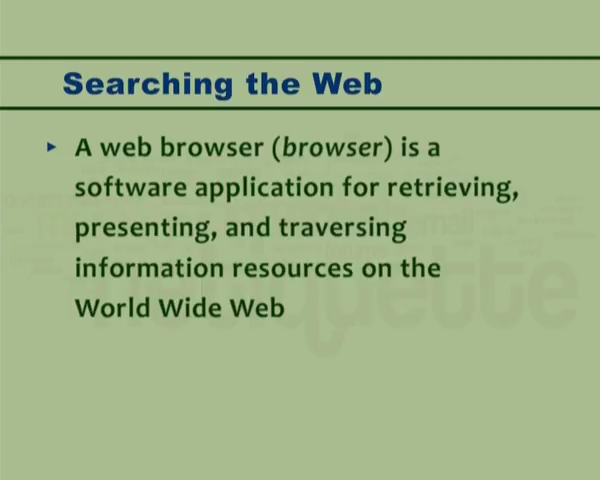 Searching the Web
A web browser (browser) is a
software application for retrieving,
presenting, and traversing
information resources on the
World Wide Web
netiquette